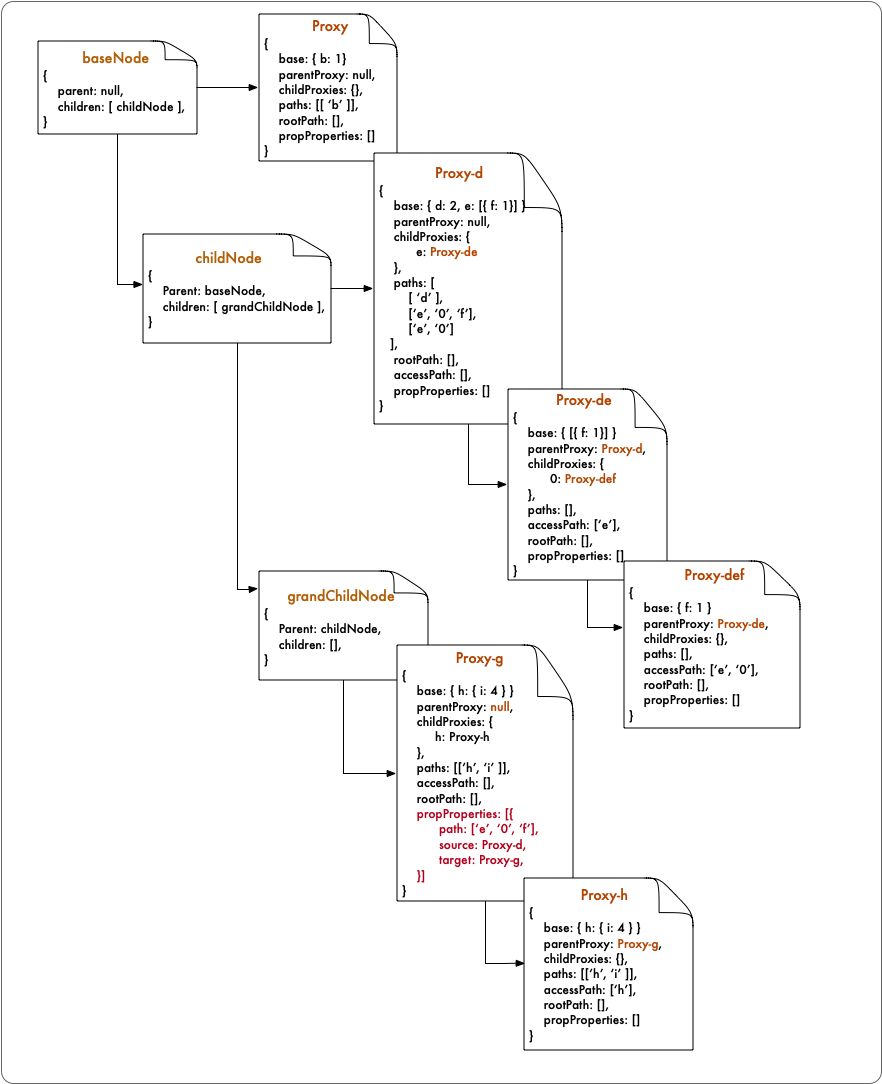 baseNode
{
parent: null,
children: [ childNode ],
}
Proxy
{
base: { b: 1}
parentProxy: null,
childProxies: {},
paths: [[ ‘b’ ]],
rootPath: [],
propProperties: []
}
childNode
{
Parent: baseNode,
children: [ grandChildNode ],
}
Proxy-d
{
base: { d: 2, e: [{ f: 1}] }
parentProxy: null,
childProxies: {
e: Proxy-de
},
paths: [
[ ‘d’ ],
[‘e’, ‘0’, ‘f’],
[‘e’, ‘0’]
],
rootPath: [],
accessPath: [],
propProperties: []
}
Proxy-de
{
base: { [{ f: 1}] }
parentProxy: Proxy-d,
childProxies: {
0: Proxy-def
},
paths: [],
accessPath: [‘e’],
rootPath: [],
propProperties: []
}
Proxy-def
{
base: { f: 1 }
parentProxy: Proxy-de,
childProxies: {},
paths: [],
accessPath: [‘e’, ‘0’],
rootPath: [],
propProperties: []
}
grandChildNode
{
Parent: childNode,
children: [],
}
Proxy-g
{
base: { h: { i: 4 } }
parentProxy: null,
childProxies: {
h: Proxy-h
},
paths: [[‘h’, ‘i’ ]],
accessPath: [],
rootPath: [],
propProperties: [{
path: [‘e’, ‘0’, ‘f’],
source: Proxy-d,
target: Proxy-g,
}]
}
Proxy-h
{
base: { h: { i: 4 } }
parentProxy: Proxy-g,
childProxies: {},
paths: [[‘h’, ‘i’ ]],
accessPath: [‘h’],
rootPath: [],
propProperties: []
}